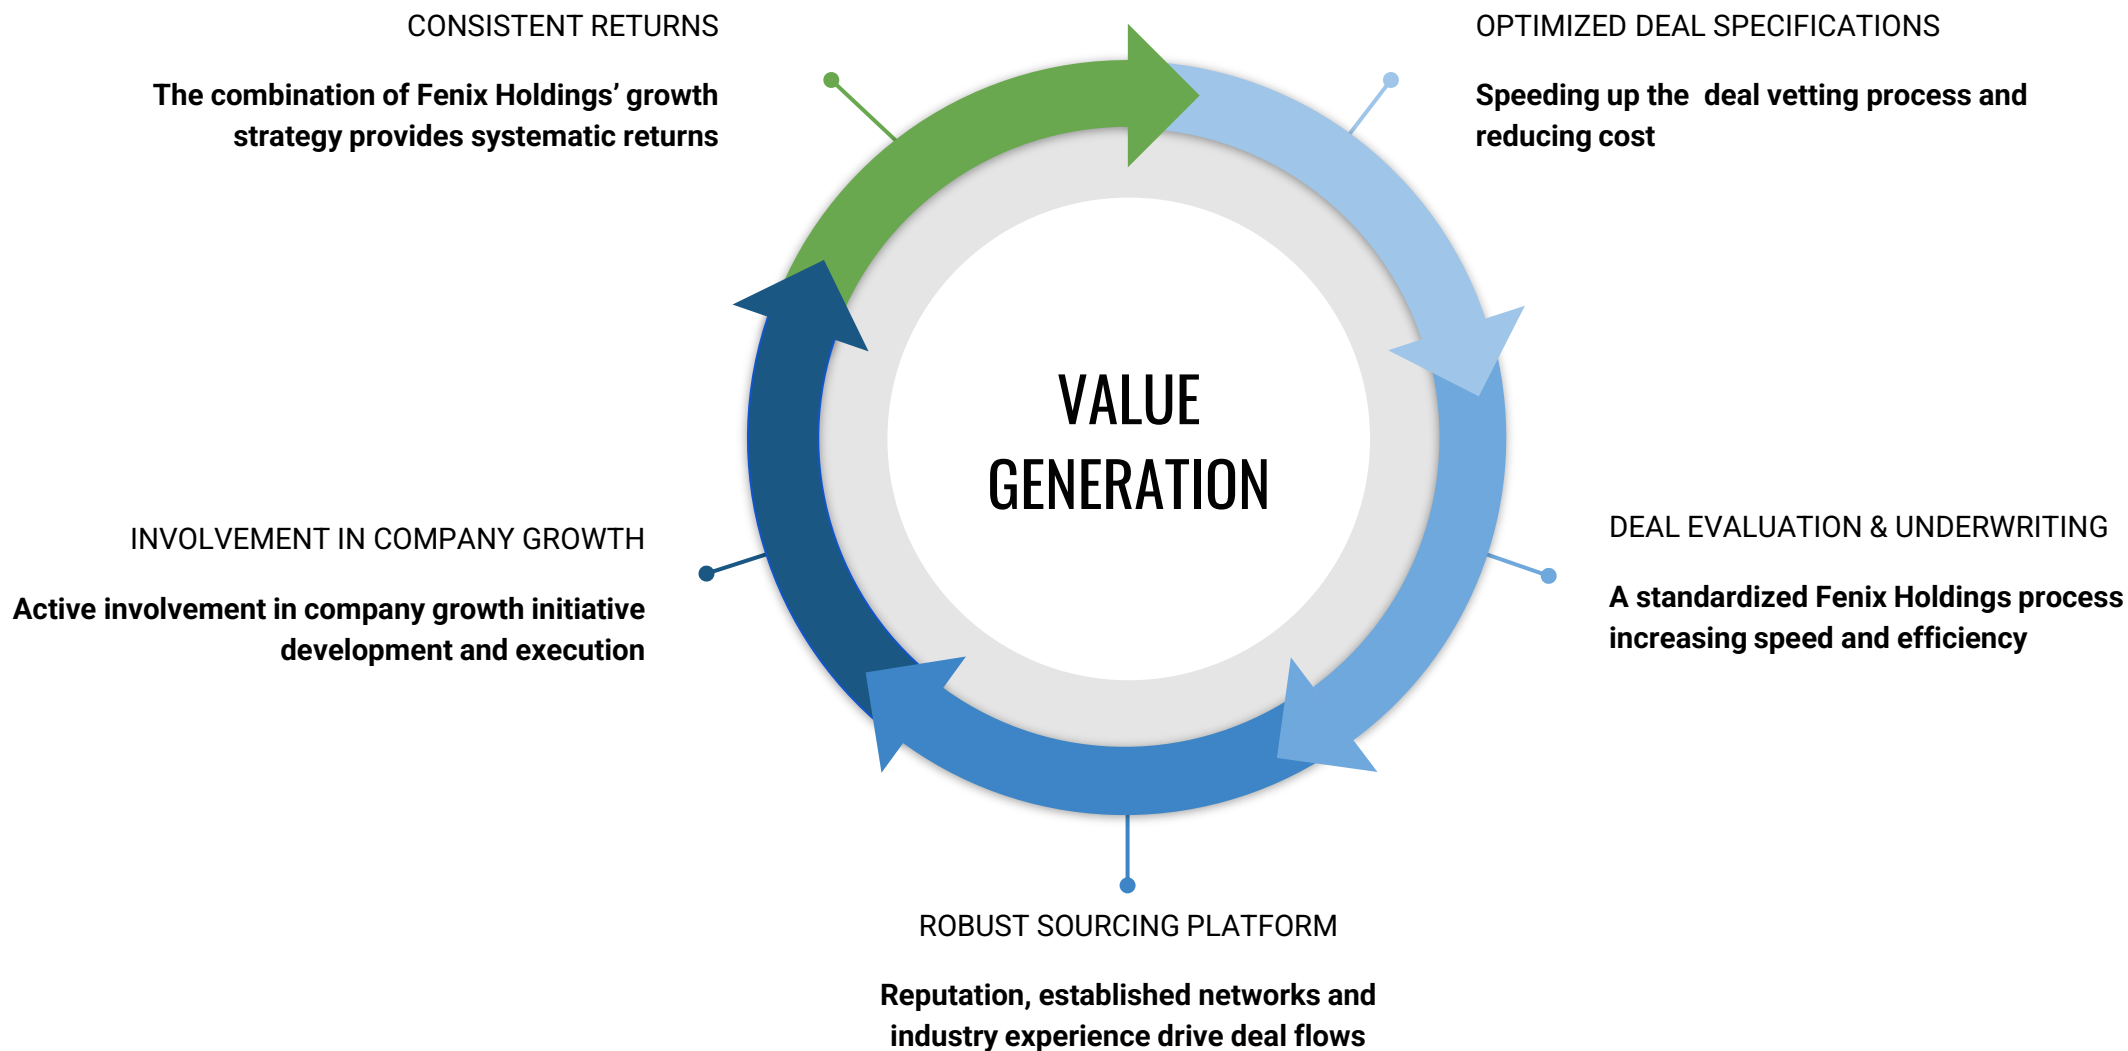 CONSISTENT RETURNS
The combination of Fenix Holdings’ growth
strategy provides systematic returns
OPTIMIZED DEAL SPECIFICATIONS
Speeding up the  deal vetting process and
reducing cost
VALUE
GENERATION
DEAL EVALUATION & UNDERWRITING
A standardized Fenix Holdings process
increasing speed and efficiency
INVOLVEMENT IN COMPANY GROWTH
Active involvement in company growth initiative
development and execution
ROBUST SOURCING PLATFORM
Reputation, established networks and
industry experience drive deal flows